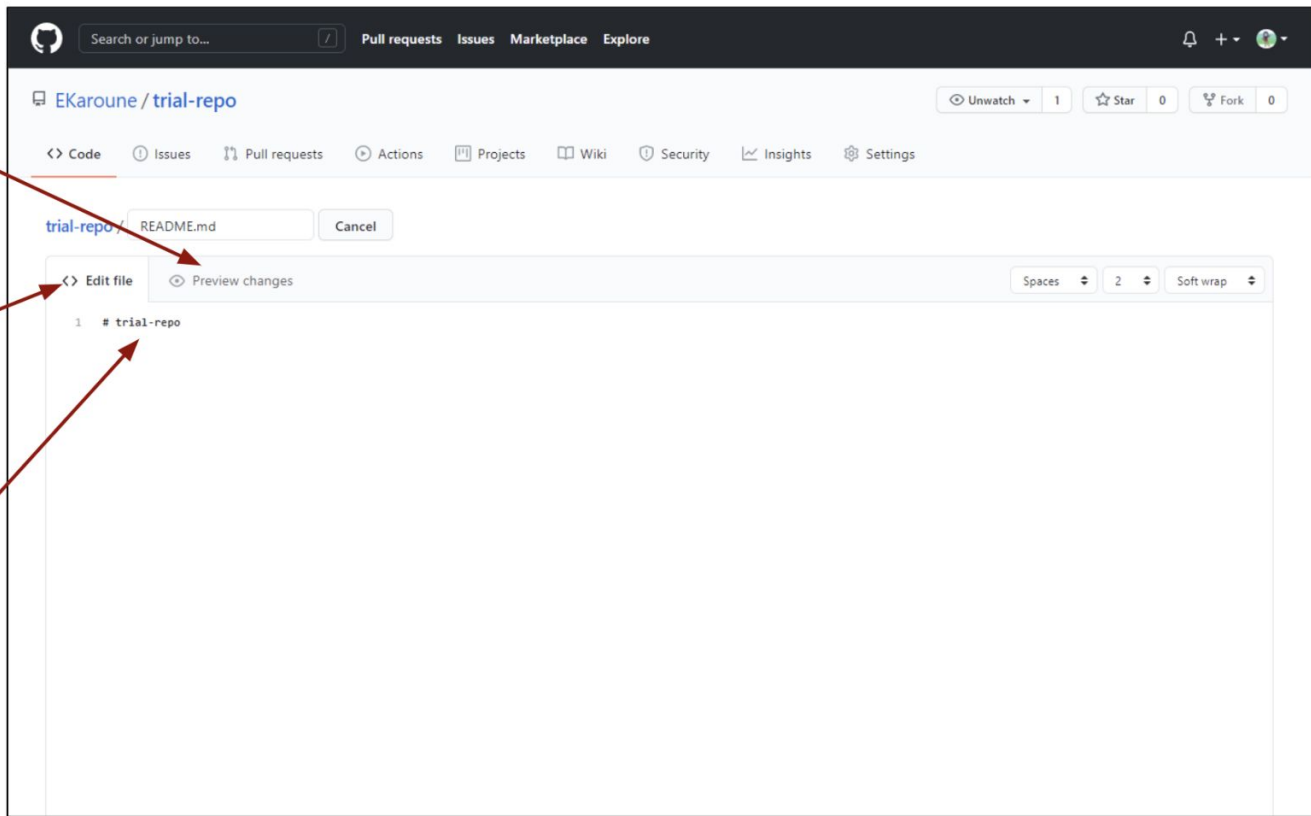 Search or jump to... / Pull requests Issues Marketplace Explore
EKaroune / trial-repo Unwatch 1 Star 0 Fork 0
<> Code Issues Pull requests Actions Projects Wiki Security Insights Settings
trial-repo / README.md Cancel
<> Edit file Preview changes Spaces 2 Soft wrap
1 # trial-repo